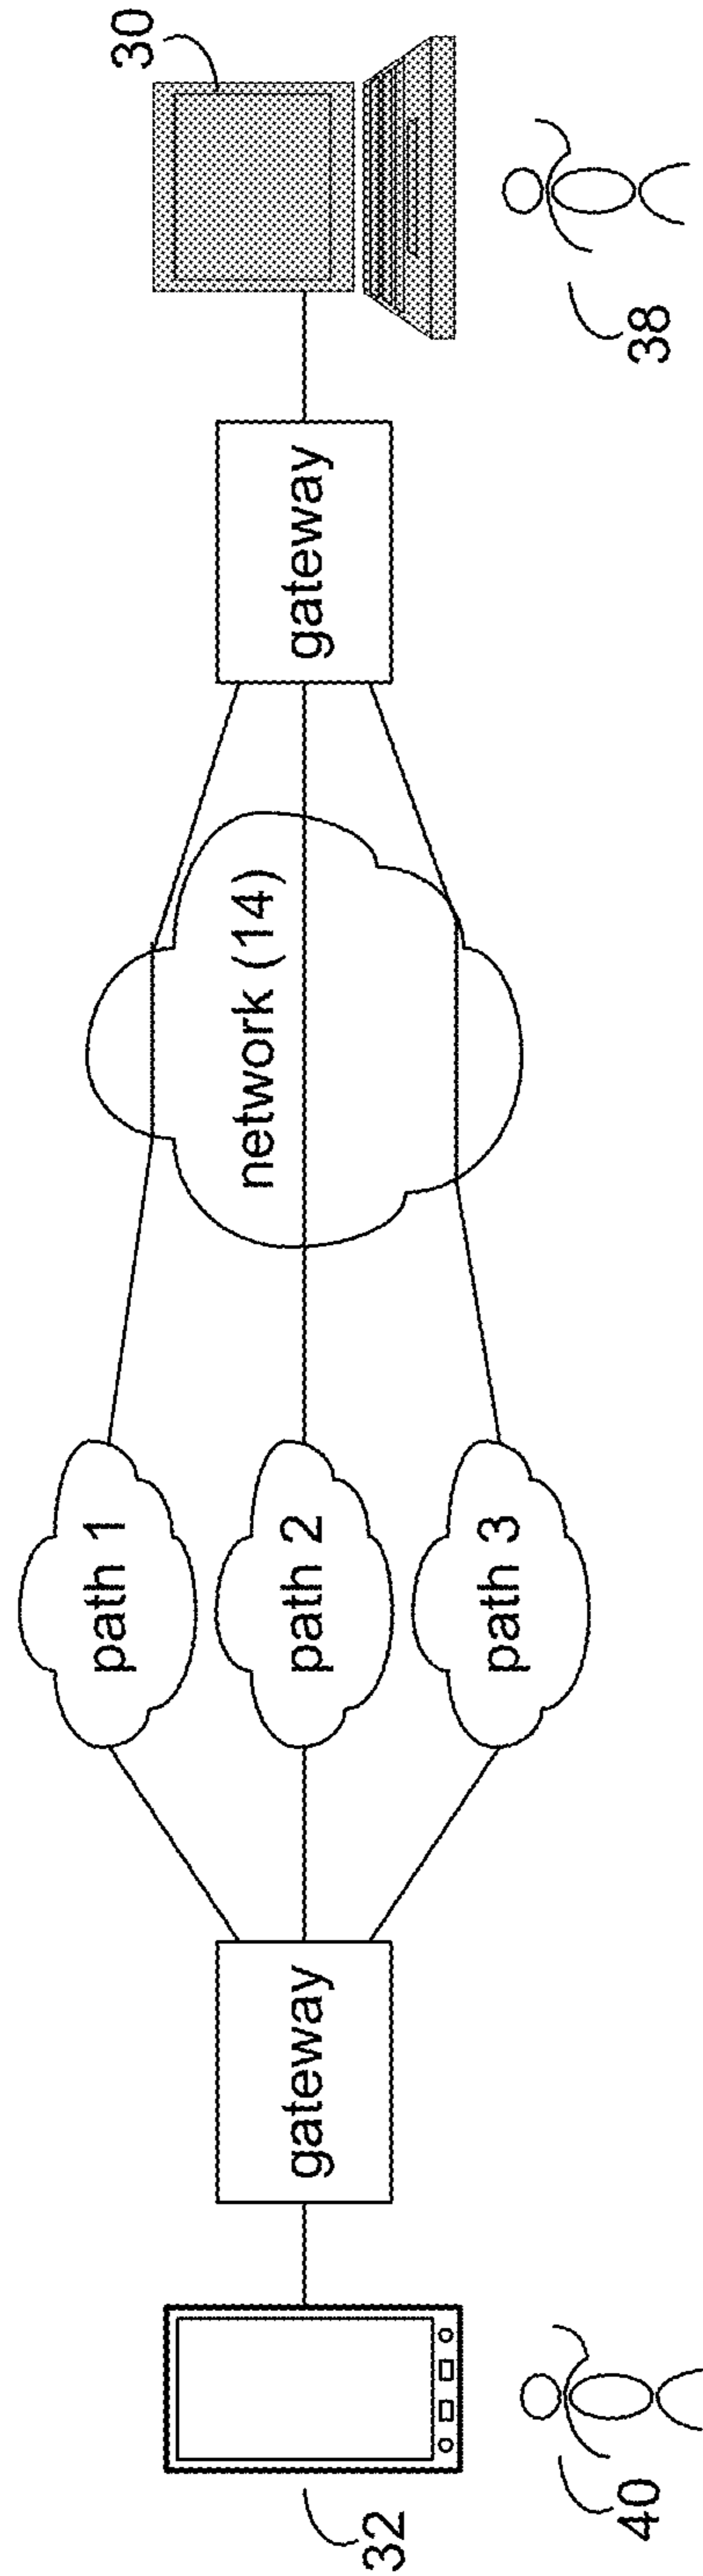 32
40
gateway
path 1
path 2
path 3
network (14)
gateway
30
38